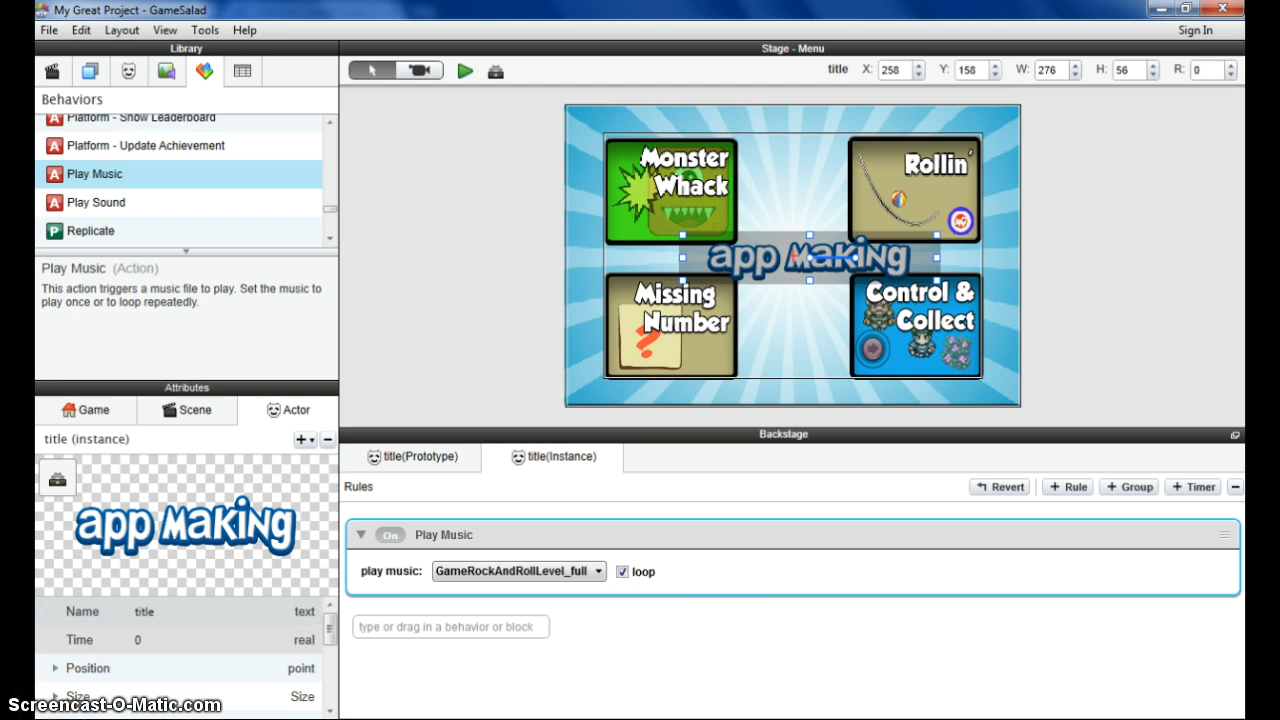 My Great Project - GameSalad
File Edit Layout View Tools Help
Sign In
Library
Stage - Menu
title X: 258 Y: 158 W: 276 H: 56 R: 0
Behaviors
Platform - Show Leaderboard
Platform - Update Achievement
Play Music
Play Sound
Replicate
Play Music (Action)
This action triggers a music file to play. Set the music to
play once or to loop repeatedly.
Monster
Whack
Rollin'
app making
Missing
Number
Control &
Collect
Attributes
Game Scene Actor
title (instance)
app making
Name title text
Time 0 real
Position point
Size Size
Backstage
title(Prototype) title(Instance)
Rules
Revert + Rule + Group + Timer
On Play Music
play music: GameRockAndRollLevel_full loop
type or drag in a behavior or block
Screencast-O-Matic.com